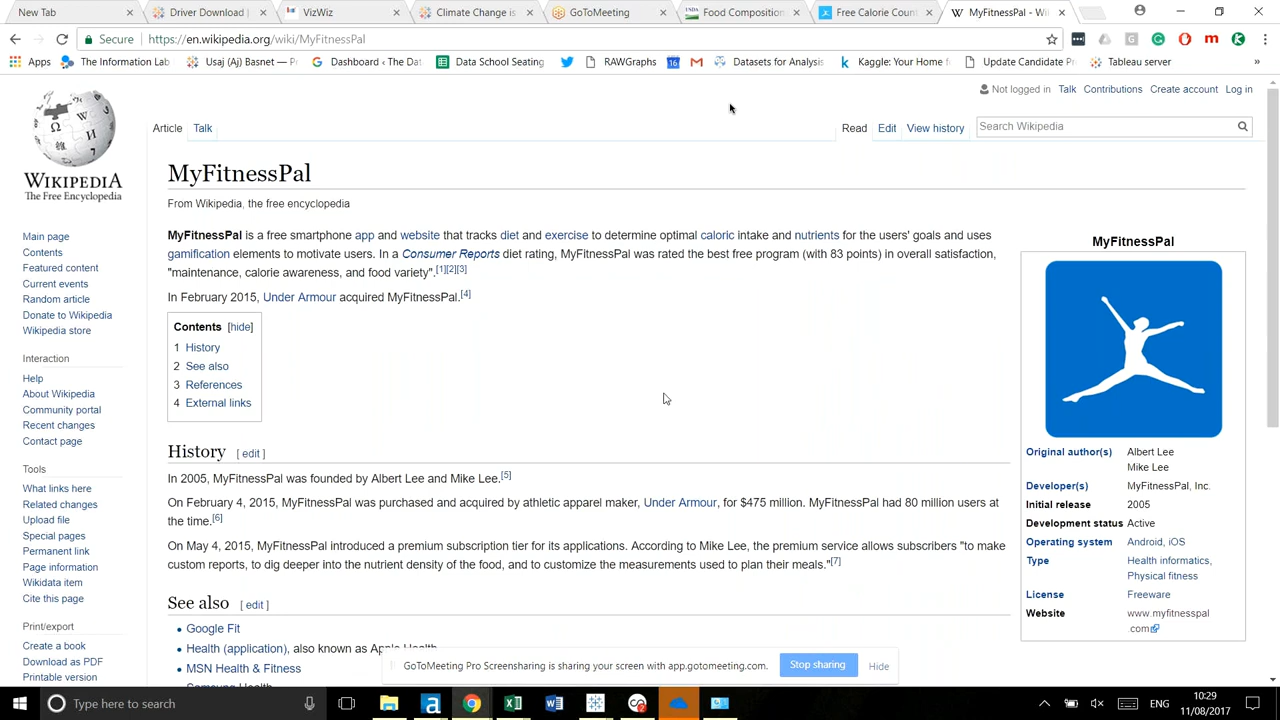 New Tab
Driver Download |
VizWiz
Climate Change is
GoToMeeting
Food Composition
Free Calorie Coun
MyFitnessPal - Wi
Secure
https://en.wikipedia.org/wiki/MyFitnessPal
Apps
The Information Lab
Usaj (Aj) Basnet — P
Dashboard ‹ The Dat
Data School Seating
RAWGraphs
16
Datasets for Analysis
Kaggle: Your Home f
Update Candidate Pr
Tableau server
»
Not logged in Talk Contributions Create account Log in
Article Talk
Read Edit View history
Search Wikipedia
WIKIPEDIA
The Free Encyclopedia
Main page
Contents
Featured content
Current events
Random article
Donate to Wikipedia
Wikipedia store
Interaction
Help
About Wikipedia
Community portal
Recent changes
Contact page
Tools
What links here
Related changes
Upload file
Special pages
Permanent link
Page information
Wikidata item
Cite this page
Print/export
Create a book
Download as PDF
Printable version
MyFitnessPal
From Wikipedia, the free encyclopedia
MyFitnessPal is a free smartphone app and website that tracks diet and exercise to determine optimal caloric intake and nutrients for the users' goals and uses
gamification elements to motivate users. In a Consumer Reports diet rating, MyFitnessPal was rated the best free program (with 83 points) in overall satisfaction,
"maintenance, calorie awareness, and food variety".[1][2][3]
In February 2015, Under Armour acquired MyFitnessPal.[4]
Contents [hide]
1 History
2 See also
3 References
4 External links
History [ edit ]
In 2005, MyFitnessPal was founded by Albert Lee and Mike Lee.[5]
On February 4, 2015, MyFitnessPal was purchased and acquired by athletic apparel maker, Under Armour, for $475 million. MyFitnessPal had 80 million users at
the time.[6]
On May 4, 2015, MyFitnessPal introduced a premium subscription tier for its applications. According to Mike Lee, the premium service allows subscribers "to make
custom reports, to dig deeper into the nutrient density of the food, and to customize the measurements used to plan their meals."[7]
See also [ edit ]
Google Fit
Health (application), also known as Apple Health
MSN Health & Fitness
Samsung Health
MyFitnessPal
Original author(s) Albert Lee
Mike Lee
Developer(s) MyFitnessPal, Inc.
Initial release 2005
Development status Active
Operating system Android, iOS
Type Health informatics,
Physical fitness
License Freeware
Website www.myfitnesspal
.com
GoToMeeting Pro Screensharing is sharing your screen with app.gotomeeting.com.
Stop sharing
Hide
Type here to search
ENG
10:29
11/08/2017